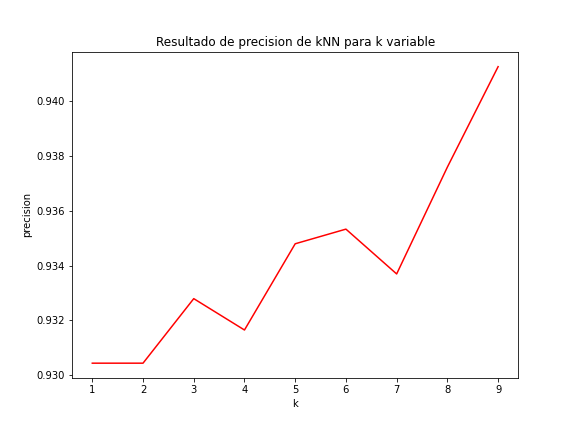 Resultado de precision de kNN para k variable
0.940
0.938
0.936
0.934
0.932
0.930
precision
1 2 3 4 5 6 7 8 9
k